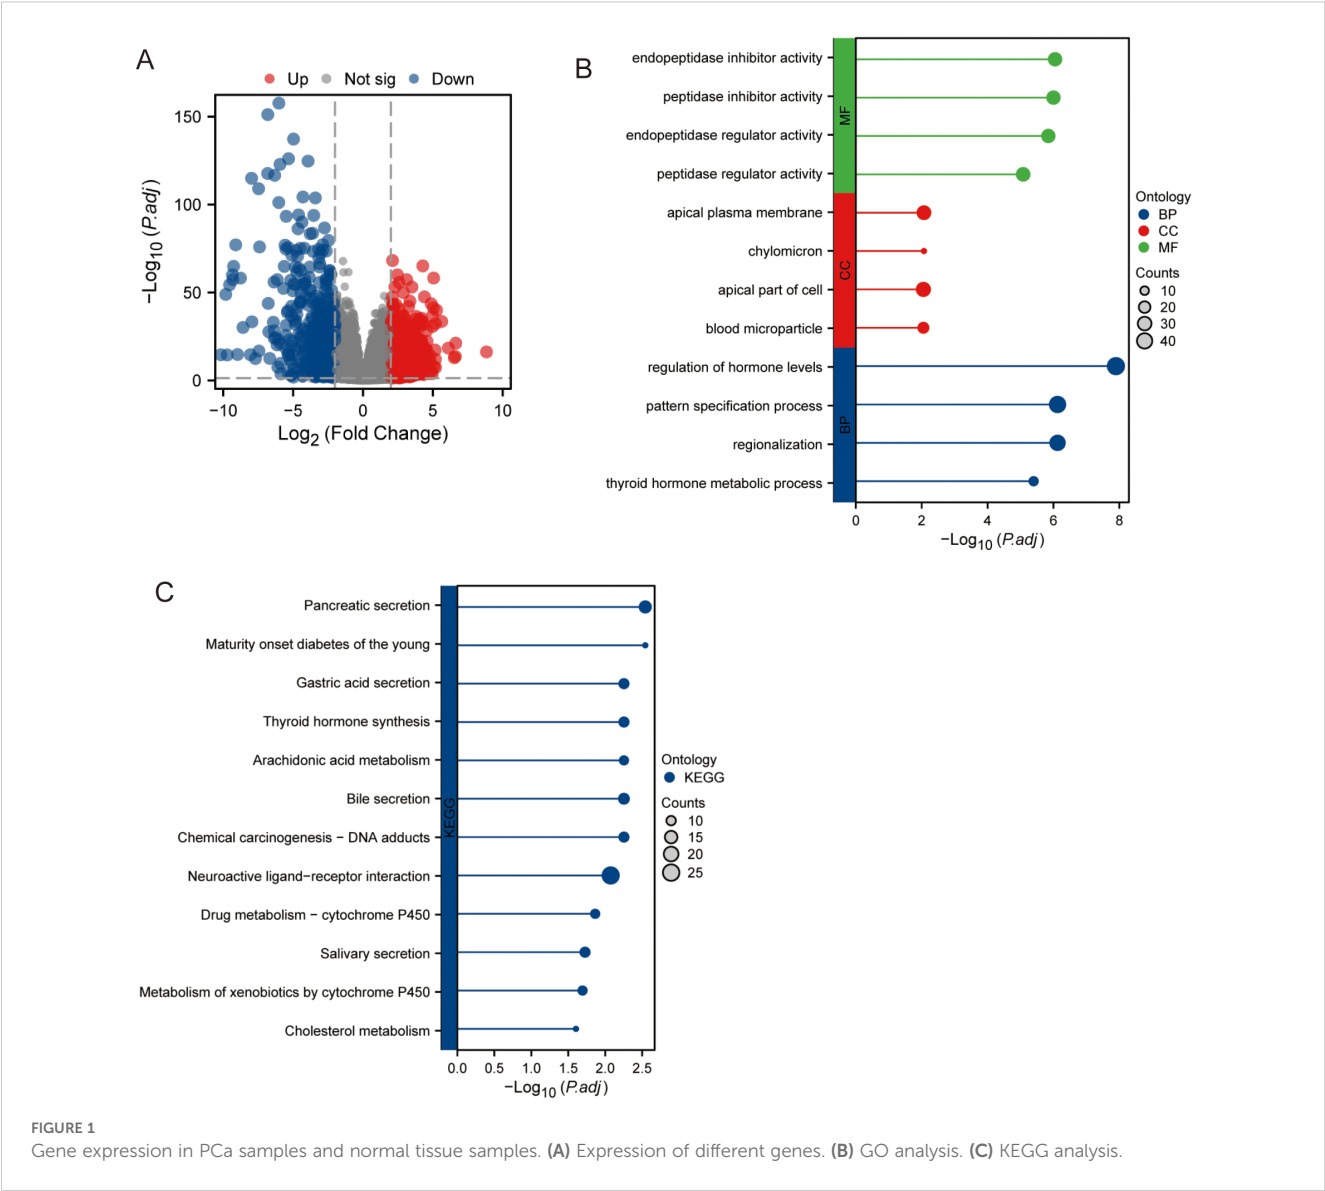 A
Up Not sig Down
150
100
50
0
−Log10 (P.adj)
−10 −5 0 5 10
Log2 (Fold Change)
B
endopeptidase inhibitor activity
peptidase inhibitor activity
endopeptidase regulator activity
peptidase regulator activity
apical plasma membrane
chylomicron
apical part of cell
blood microparticle
regulation of hormone levels
pattern specification process
regionalization
thyroid hormone metabolic process
MF
CC
BP
0 2 4 6 8
−Log10 (P.adj)
Ontology
BP
CC
MF
Counts
10
20
30
40
C
Pancreatic secretion
Maturity onset diabetes of the young
Gastric acid secretion
Thyroid hormone synthesis
Arachidonic acid metabolism
Bile secretion
Chemical carcinogenesis − DNA adducts
Neuroactive ligand−receptor interaction
Drug metabolism − cytochrome P450
Salivary secretion
Metabolism of xenobiotics by cytochrome P450
Cholesterol metabolism
KEGG
0.0 0.5 1.0 1.5 2.0 2.5
−Log10 (P.adj)
Ontology
KEGG
Counts
10
15
20
25
FIGURE 1
Gene expression in PCa samples and normal tissue samples. (A) Expression of different genes. (B) GO analysis. (C) KEGG analysis.